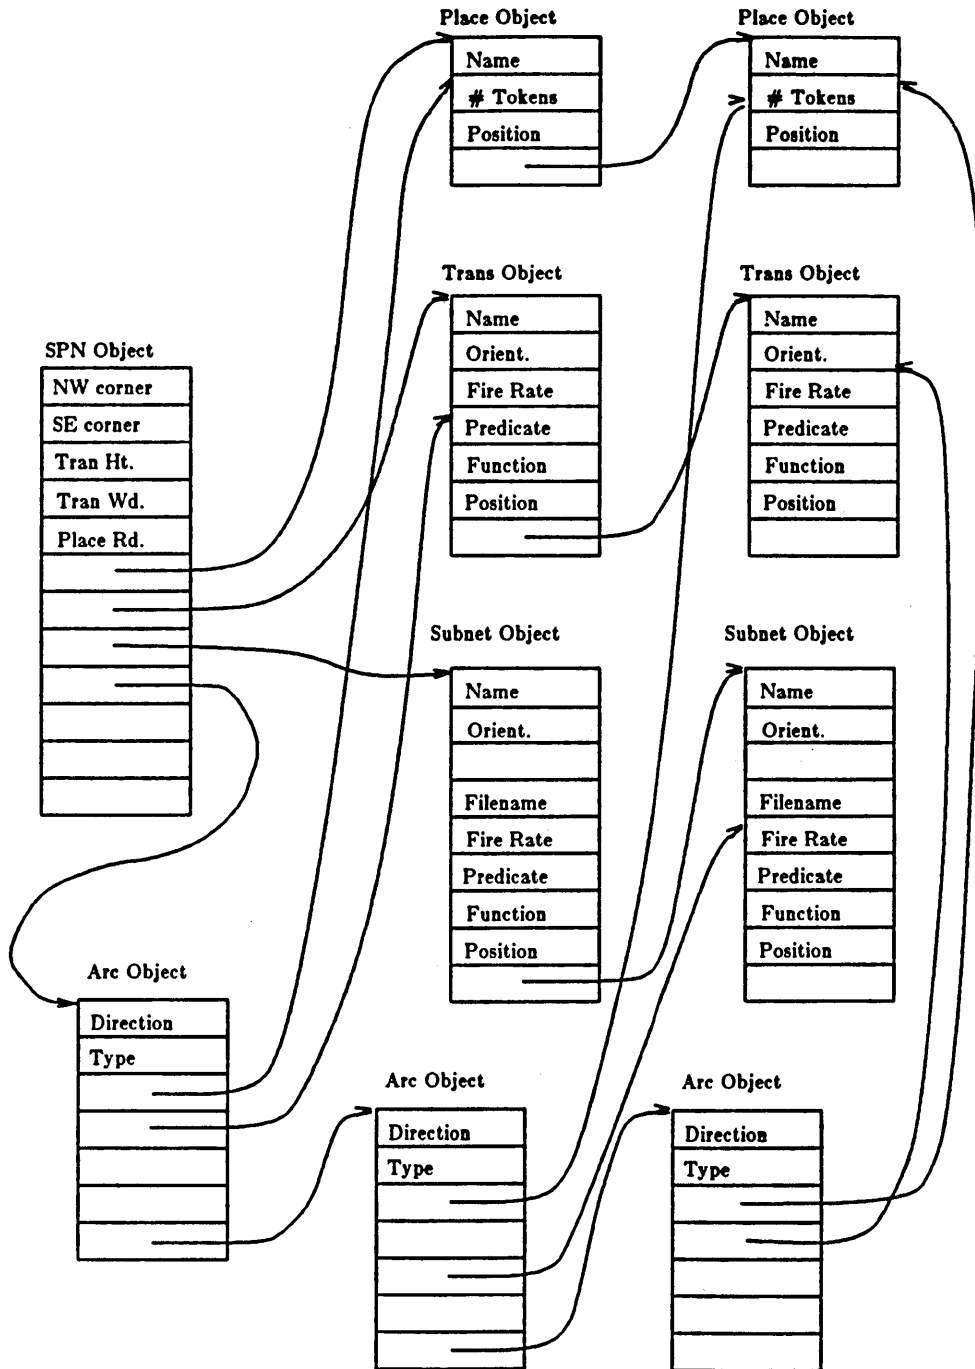 Place Object
Name
# Tokens
Position
Place Object
Name
# Tokens
Position
Trans Object
Name
Orient.
Fire Rate
Predicate
Function
Position
Trans Object
Name
Orient.
Fire Rate
Predicate
Function
Position
SPN Object
NW corner
SE corner
Tran Ht.
Tran Wd.
Place Rd.
Subnet Object
Name
Orient.
Filename
Fire Rate
Predicate
Function
Position
Subnet Object
Name
Orient.
Filename
Fire Rate
Predicate
Function
Position
Arc Object
Direction
Type
Arc Object
Direction
Type
Arc Object
Direction
Type